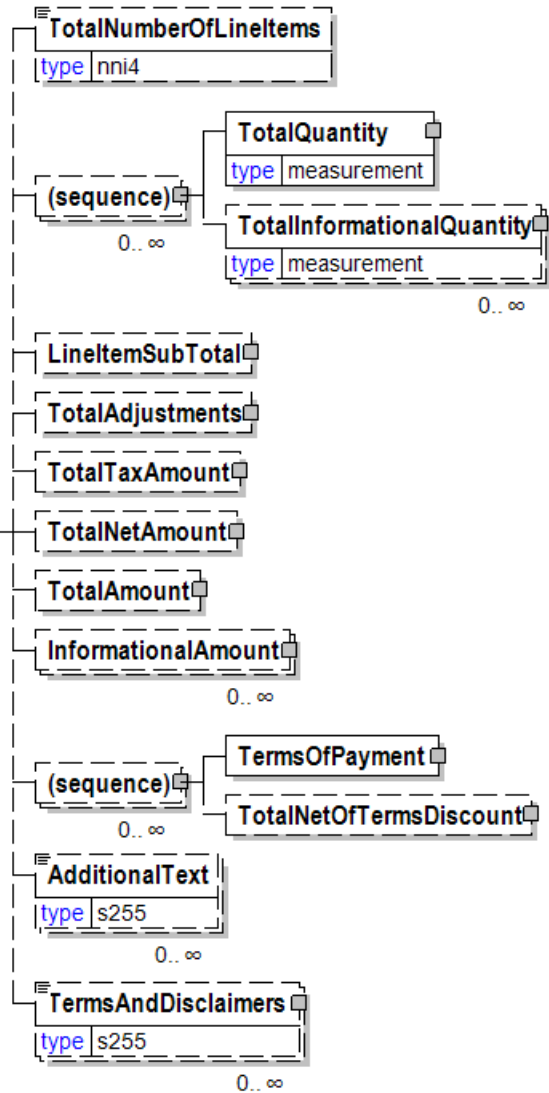 TotalNumberOfLineItems
type nni4
TotalQuantity
type measurement
(sequence)
0.. ∞
TotalInformationalQuantity
type measurement
0.. ∞
LineItemSubTotal
TotalAdjustments
TotalTaxAmount
TotalNetAmount
TotalAmount
InformationalAmount
0.. ∞
TermsOfPayment
(sequence)
0.. ∞
TotalNetOfTermsDiscount
AdditionalText
type s255
0.. ∞
TermsAndDisclaimers
type s255
0.. ∞